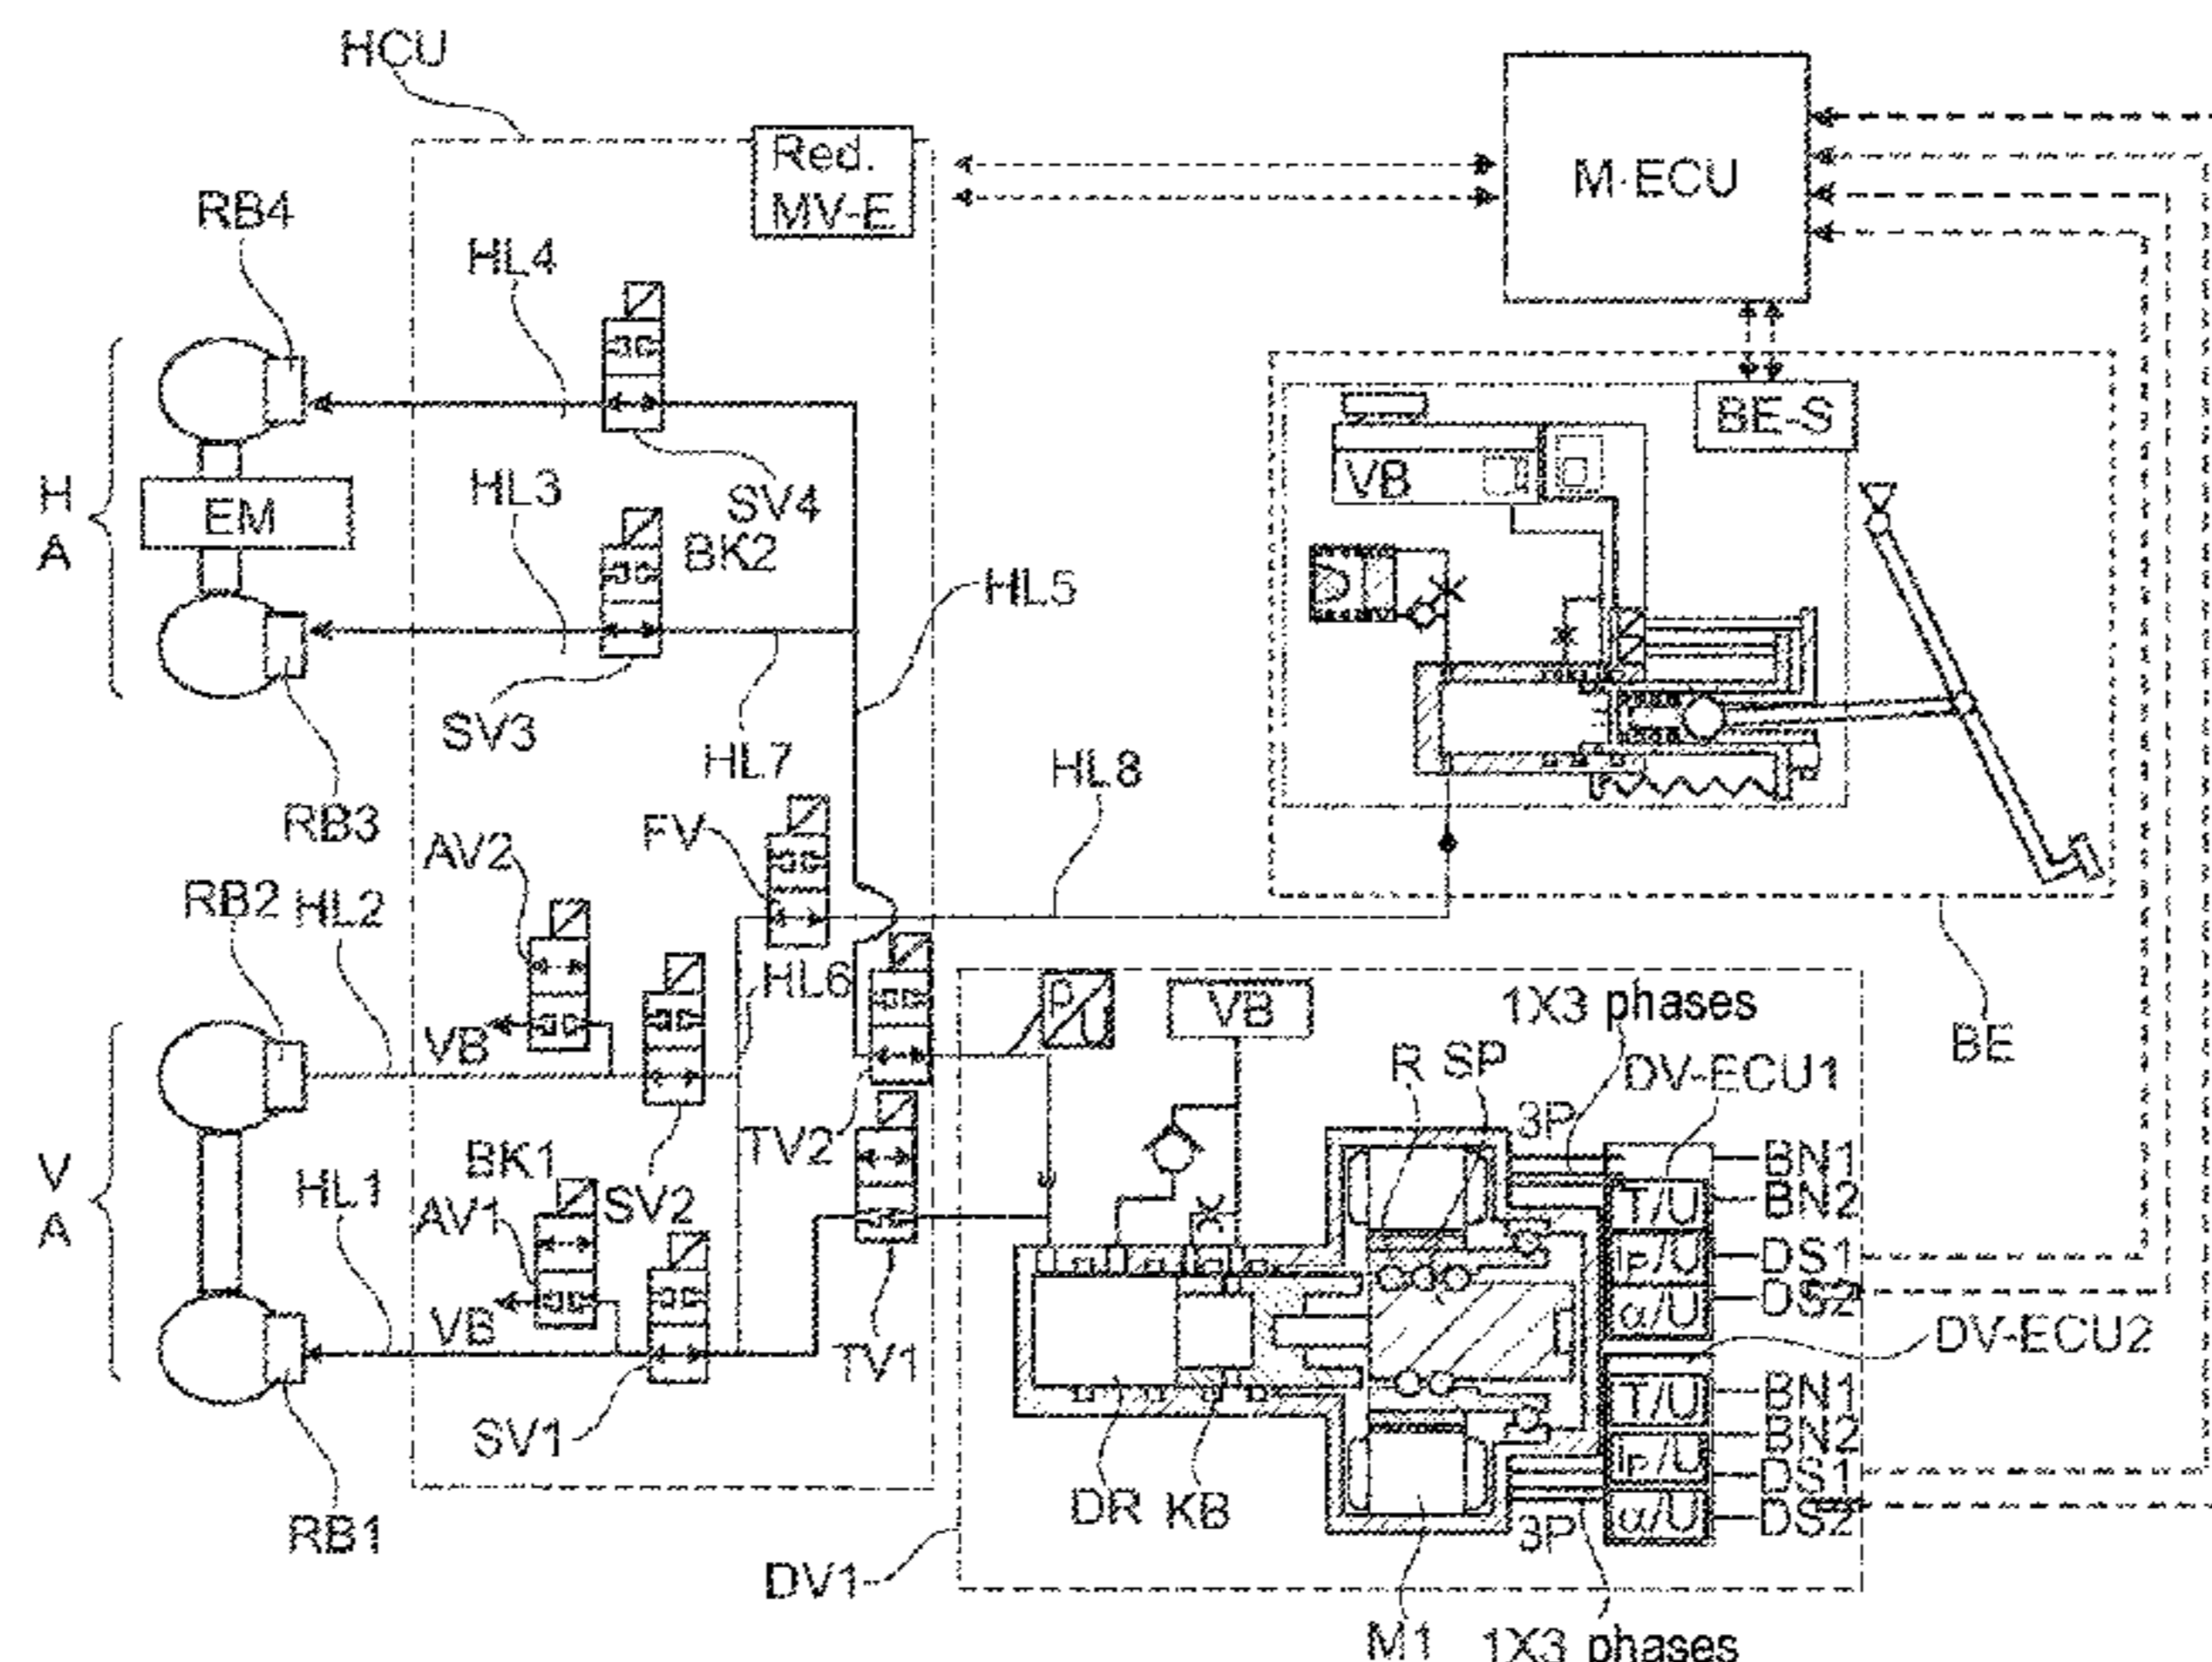 HCU
Red.
MV-E
M-ECU
RB4
HL4
BE-S
VB
H
A
EM
HL3
SV4
BK2
HL5
SV3
HL7
HL8
RB3
FV
AV2
RB2
HL2
HL6
P
U
VB
1X3 phases
BE
VB
R
SP
DV-ECU1
TV2
3P
BN1
V
A
HL1
BK1
AV1
SV2
T/U
BN2
VB
DS1
α/U
DS2
TV1
DV-ECU2
SV1
T/U
BN1
BN2
DS1
RB1
DR
KB
α/U
DS2
3P
DV1
M1
1X3 phases